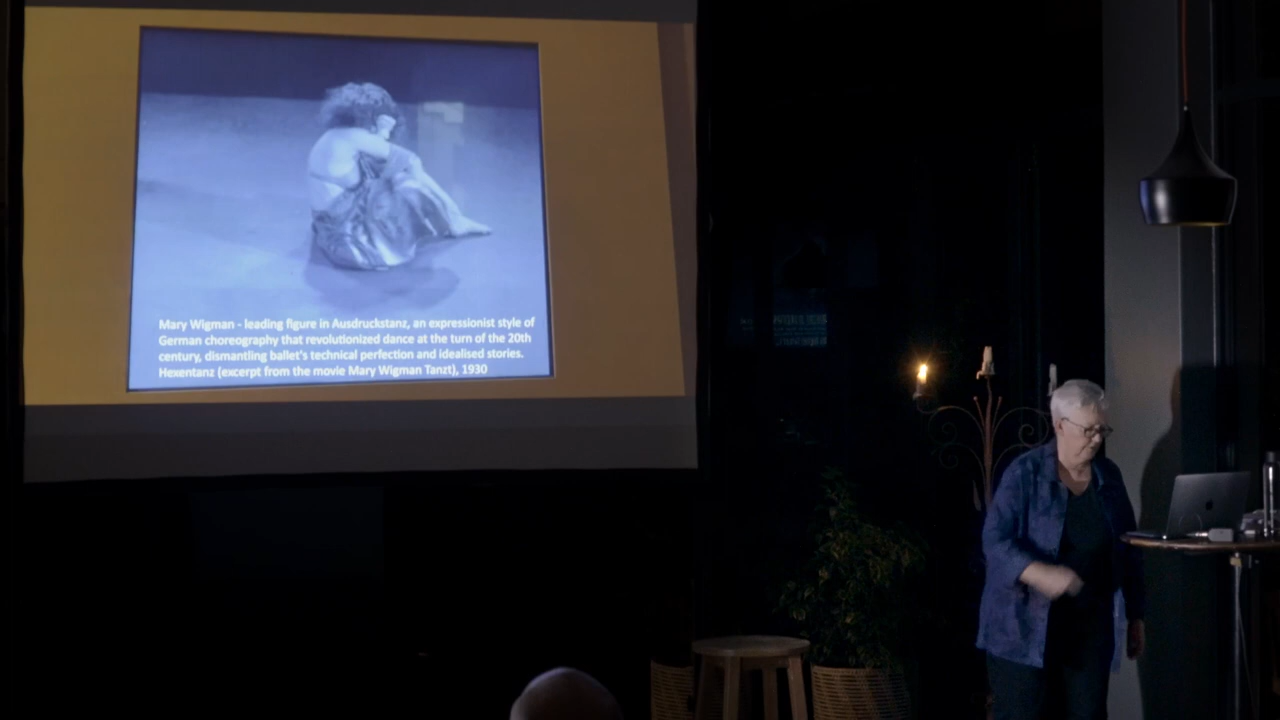 Mary Wigman - leading figure in Ausdruckstanz, an expressionist style of
German choreography that revolutionized dance at the turn of the 20th
century, dismantling ballet's technical perfection and idealised stories.
Hexentanz (excerpt from the movie Mary Wigman Tanzt), 1930